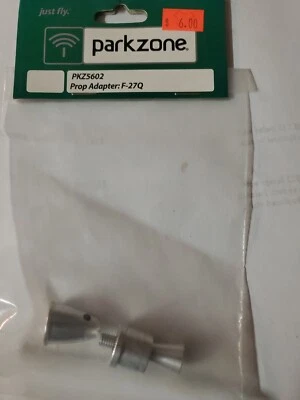 just fly.
$ 6.00
parkzone.
PKZ5602
Prop Adapter: F-27Q